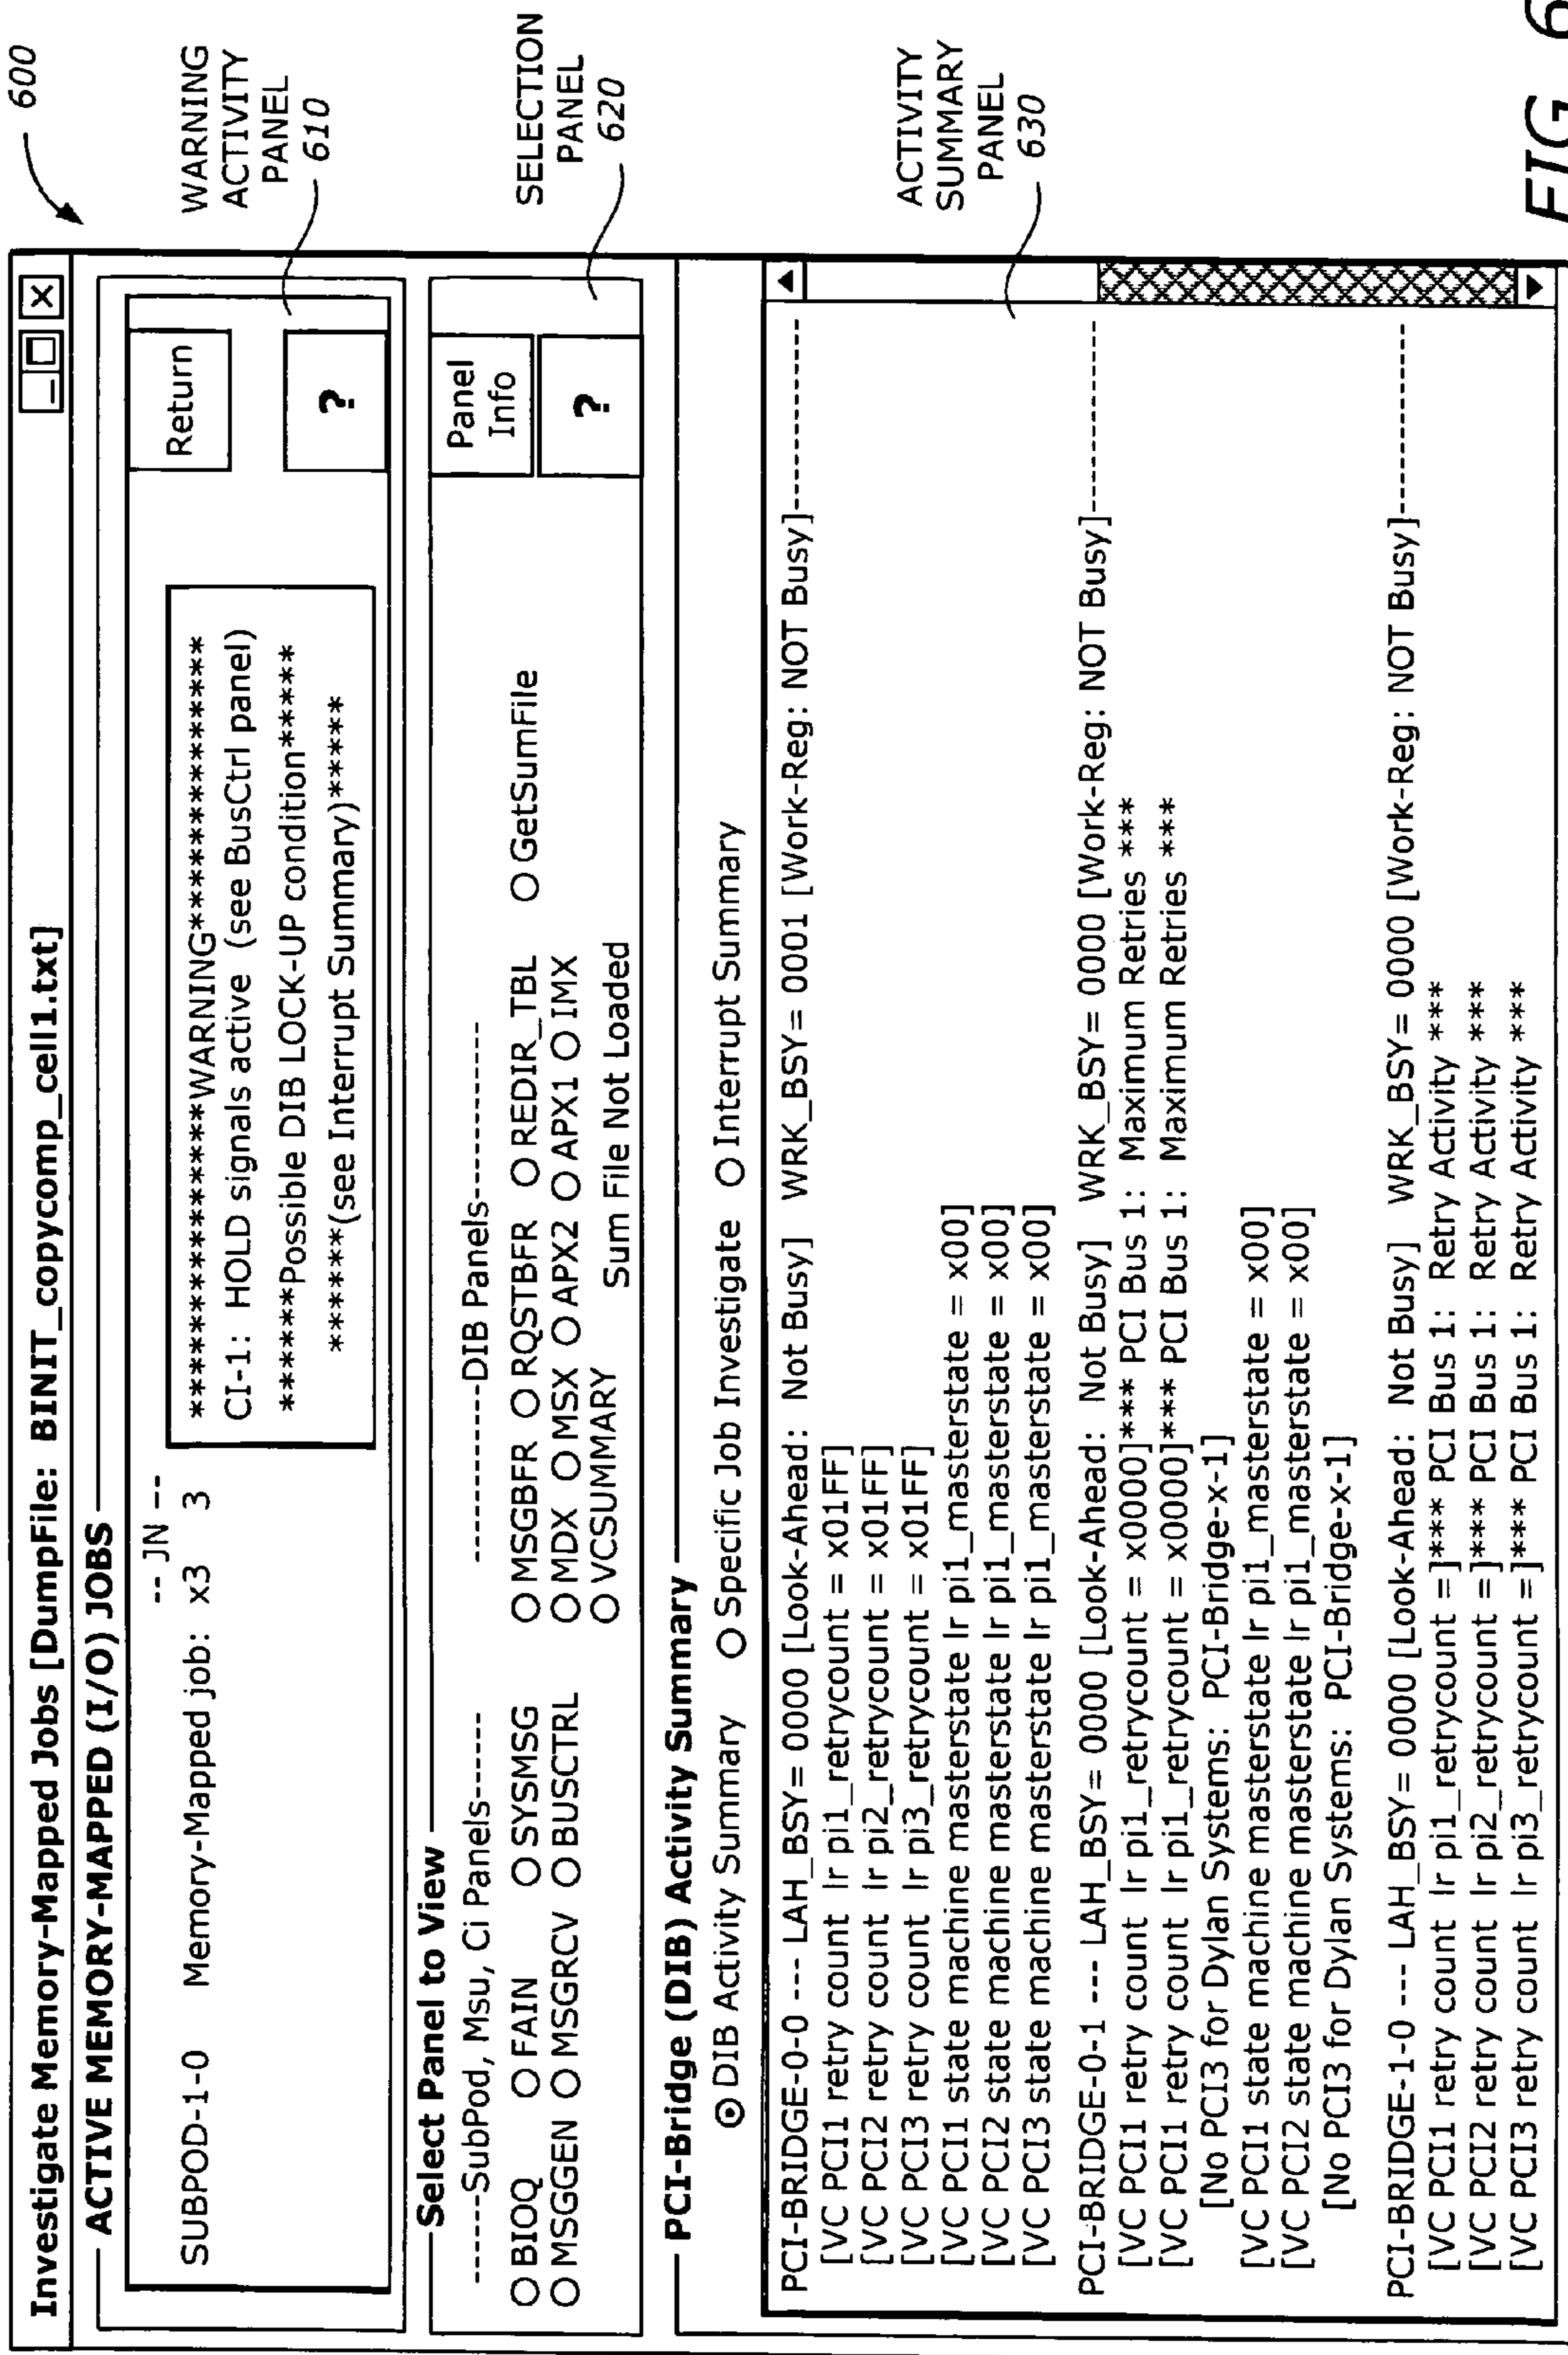 600
Investigate Memory-Mapped Jobs [DumpFile: BINIT_copycomp_cell1.txt]
ACTIVE MEMORY-MAPPED (I/O) JOBS
-- JN --
SUBPOD-1-0 Memory-Mapped job: x3 3
****************WARNING******************
CI-1: HOLD signals active (see BusCtrl panel)
******Possible DIB LOCK-UP condition*****
******(see Interrupt Summary)*****
Return
?
WARNING
ACTIVITY
PANEL
610
Select Panel to View
------SubPod, Msu, Ci Panels-----
-------------DIB Panels-------------
BIOQ FAIN SYSMSG MSGBFR RQSTBFR REDIR_TBL GetSumFile
MSGGEN MSGRCV BUSCTRL MDX MSX APX2 APX1 IMX
VCSUMMARY Sum File Not Loaded
Panel
Info
?
SELECTION
PANEL
620
PCI-Bridge (DIB) Activity Summary
DIB Activity Summary Specific Job Investigate Interrupt Summary
PCI-BRIDGE-0-0 --- LAH_BSY= 0000 [Look-Ahead: Not Busy] WRK_BSY= 0001 [Work-Reg: NOT Busy]----------------
[VC PCI1 retry count lr pi1_retrycount = x01FF]
[VC PCI2 retry count lr pi2_retrycount = x01FF]
[VC PCI3 retry count lr pi3_retrycount = x01FF]
[VC PCI1 state machine masterstate lr pi1_masterstate = x00]
[VC PCI2 state machine masterstate lr pi1_masterstate = x00]
[VC PCI3 state machine masterstate lr pi1_masterstate = x00]
PCI-BRIDGE-0-1 --- LAH_BSY= 0000 [Look-Ahead: Not Busy] WRK_BSY= 0000 [Work-Reg: NOT Busy]----------------
[VC PCI1 retry count lr pi1_retrycount = x0000]*** PCI Bus 1: Maximum Retries ***
[VC PCI1 retry count lr pi1_retrycount = x0000]*** PCI Bus 1: Maximum Retries ***
[No PCI3 for Dylan Systems: PCI-Bridge-x-1]
[VC PCI1 state machine masterstate lr pi1_masterstate = x00]
[VC PCI2 state machine masterstate lr pi1_masterstate = x00]
[No PCI3 for Dylan Systems: PCI-Bridge-x-1]
PCI-BRIDGE-1-0 --- LAH_BSY= 0000 [Look-Ahead: Not Busy] WRK_BSY= 0000 [Work-Reg: NOT Busy]----------------
[VC PCI1 retry count lr pi1_retrycount =]*** PCI Bus 1: Retry Activity ***
[VC PCI2 retry count lr pi2_retrycount =]*** PCI Bus 1: Retry Activity ***
[VC PCI3 retry count lr pi3_retrycount =]*** PCI Bus 1: Retry Activity ***
ACTIVITY
SUMMARY
PANEL
630
FIG 6